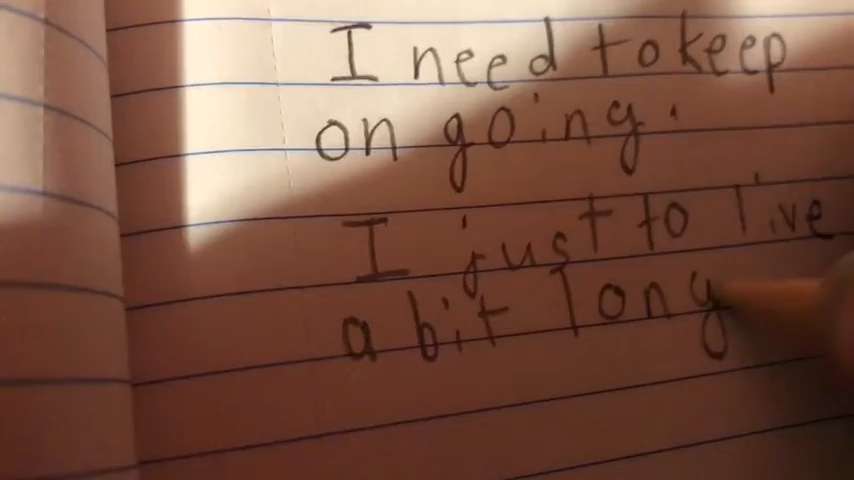 I need to keep
on going.
I just to live
a bit long